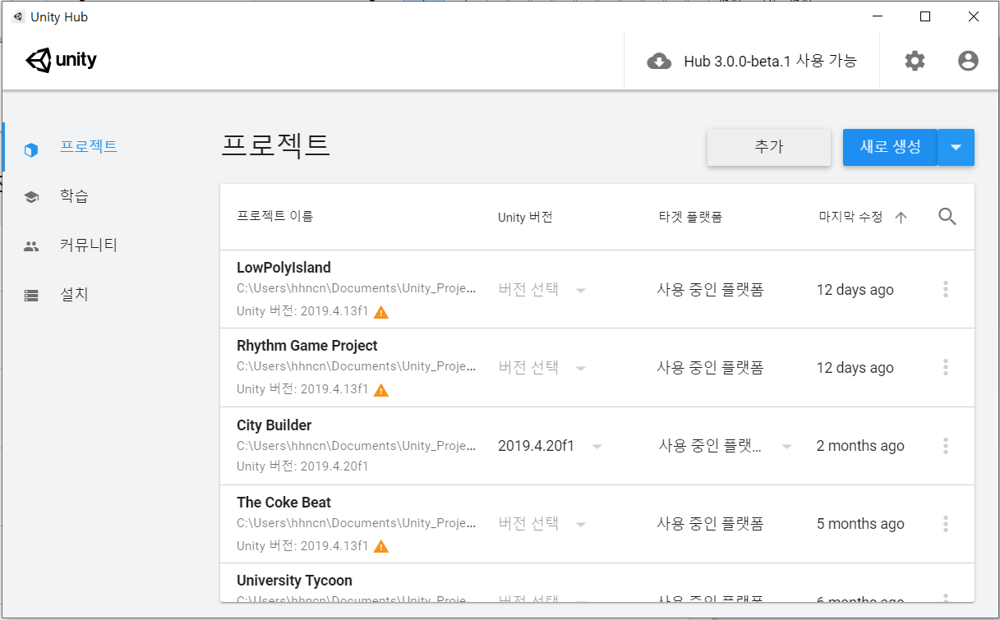 Unity Hub
unity
Hub 3.0.0-beta.1 사용 가능
프로젝트
학습
커뮤니티
설치
프로젝트
추가
새로 생성
프로젝트 이름 Unity 버전 타겟 플랫폼 마지막 수정
LowPolyIsland
C:\Users\hhncn\Documents\Unity_Proje... 버전 선택 사용 중인 플랫폼 12 days ago
Unity 버전: 2019.4.13f1
Rhythm Game Project
C:\Users\hhncn\Documents\Unity_Proje... 버전 선택 사용 중인 플랫폼 12 days ago
Unity 버전: 2019.4.13f1
City Builder
C:\Users\hhncn\Documents\Unity_Proje... 2019.4.20f1 사용 중인 플랫... 2 months ago
Unity 버전: 2019.4.20f1
The Coke Beat
C:\Users\hhncn\Documents\Unity_Proje... 버전 선택 사용 중인 플랫폼 5 months ago
Unity 버전: 2019.4.13f1
University Tycoon
C:\Users\hhncn\Documents\Unity_Proje... 버전 선택 사용 중인 플랫폼 6 months ago